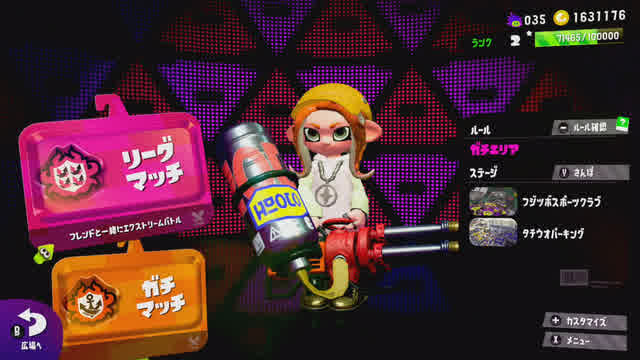 035 1631176
ランク 2★ 71465/100000
リーグ
マッチ
フレンドと一緒にエクストリームバトル
ガチ
マッチ
ルール
ルール確認
ガチエリア
ステージ
Y さんぽ
フジツボスポーツクラブ
タチウオパーキング
B
広場へ
+ カスタマイズ
X メニュー